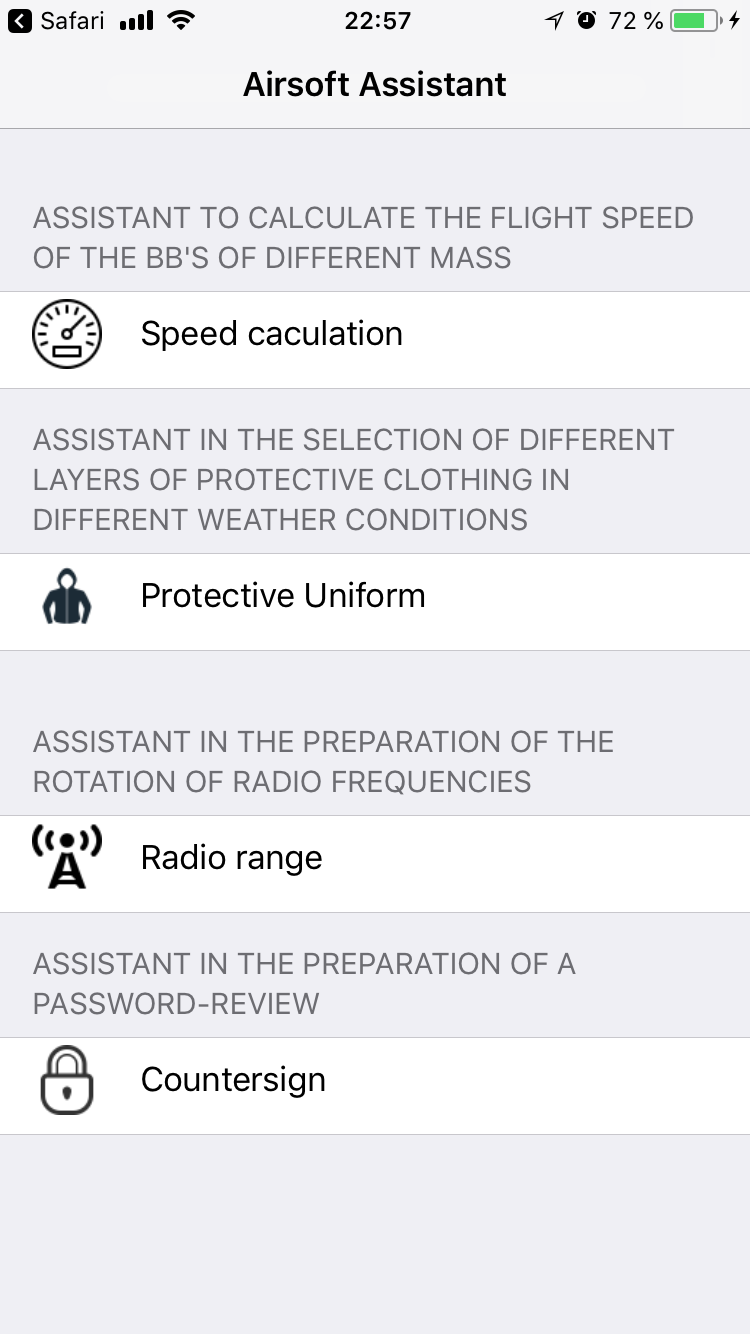 Safari 22:57 72 %
Airsoft Assistant
ASSISTANT TO CALCULATE THE FLIGHT SPEED
OF THE BB'S OF DIFFERENT MASS
Speed caculation
ASSISTANT IN THE SELECTION OF DIFFERENT
LAYERS OF PROTECTIVE CLOTHING IN
DIFFERENT WEATHER CONDITIONS
Protective Uniform
ASSISTANT IN THE PREPARATION OF THE
ROTATION OF RADIO FREQUENCIES
Radio range
ASSISTANT IN THE PREPARATION OF A
PASSWORD-REVIEW
Countersign